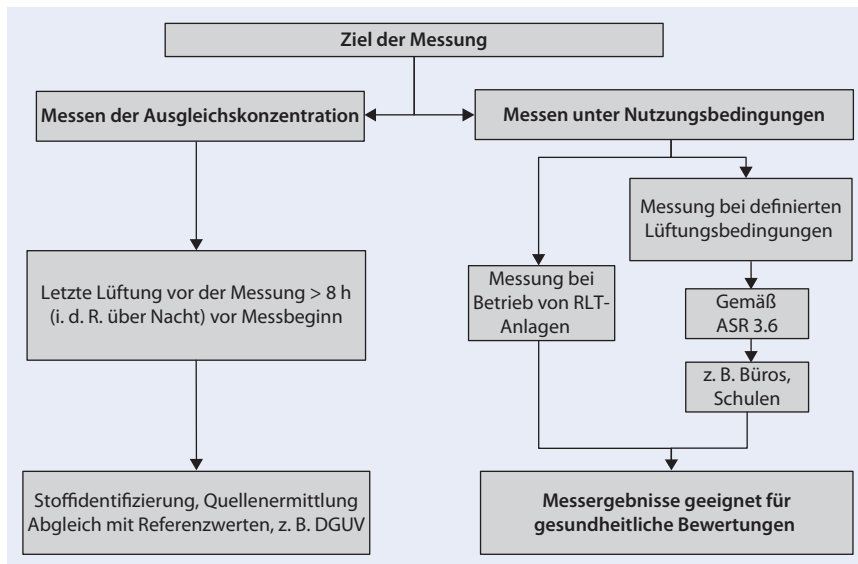 Ziel der Messung
Messen der Ausgleichskonzentration
Messen unter Nutzungsbedingungen
Letzte Lüftung vor der Messung > 8 h
(i. d. R. über Nacht) vor Messbeginn
Messung bei
Betrieb von RLT-
Anlagen
Messung bei definierten
Lüftungsbedingungen
Gemäß
ASR 3.6
z. B. Büros,
Schulen
Stoffidentifizierung, Quellenermittlung
Abgleich mit Referenzwerten, z. B. DGUV
Messergebnisse geeignet für
gesundheitliche Bewertungen